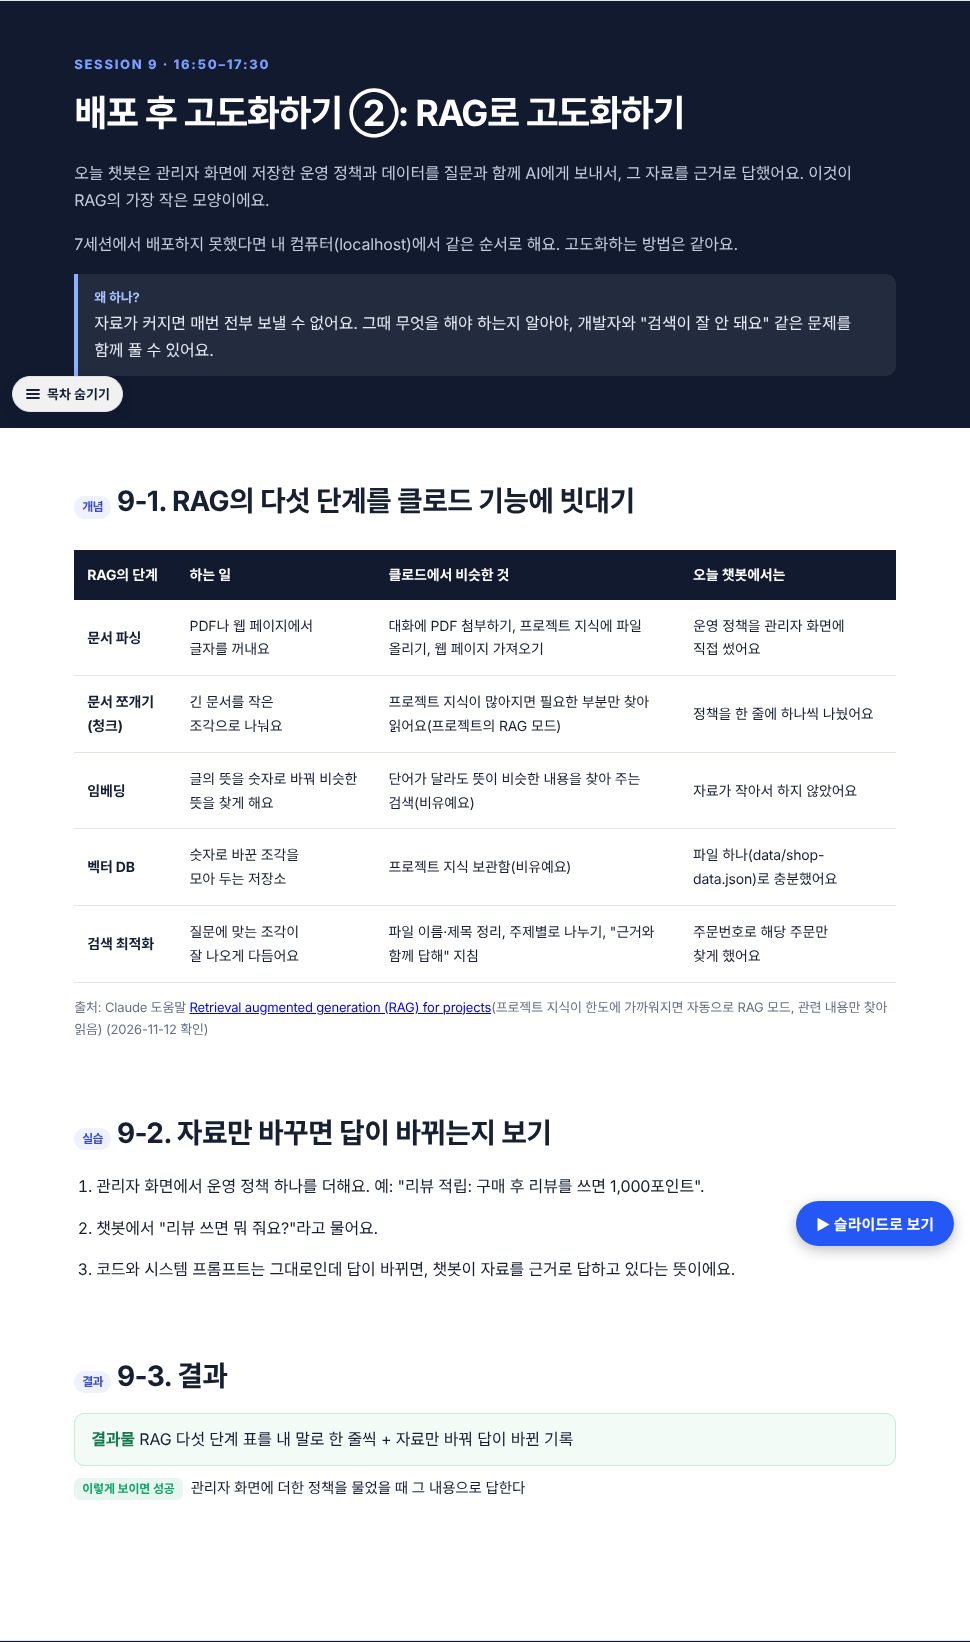 SESSION 9 · 16:50–17:30
배포 후 고도화하기 ②: RAG로 고도화하기
오늘 챗봇은 관리자 화면에 저장한 운영 정책과 데이터를 질문과 함께 AI에게 보내서, 그 자료를 근거로 답했어요. 이것이
RAG의 가장 작은 모양이에요.
7세션에서 배포하지 못했다면 내 컴퓨터(localhost)에서 같은 순서로 해요. 고도화하는 방법은 같아요.
왜 하나?
자료가 커지면 매번 전부 보낼 수 없어요. 그때 무엇을 해야 하는지 알아야, 개발자와 "검색이 잘 안 돼요" 같은 문제를
함께 풀 수 있어요.
목차 숨기기
개념 9-1. RAG의 다섯 단계를 클로드 기능에 빗대기
RAG의 단계 하는 일 클로드에서 비슷한 것 오늘 챗봇에서는
문서 파싱
PDF나 웹 페이지에서
글자를 꺼내요
대화에 PDF 첨부하기, 프로젝트 지식에 파일
올리기, 웹 페이지 가져오기
운영 정책을 관리자 화면에
직접 썼어요
문서 쪼개기
(청크)
긴 문서를 작은
조각으로 나눠요
프로젝트 지식이 많아지면 필요한 부분만 찾아
읽어요(프로젝트의 RAG 모드)
정책을 한 줄에 하나씩 나눴어요
임베딩
글의 뜻을 숫자로 바꿔 비슷한
뜻을 찾게 해요
단어가 달라도 뜻이 비슷한 내용을 찾아 주는
검색(비유예요)
자료가 작아서 하지 않았어요
벡터 DB
숫자로 바꾼 조각을
모아 두는 저장소
프로젝트 지식 보관함(비유예요)
파일 하나(data/shop-
data.json)로 충분했어요
검색 최적화
질문에 맞는 조각이
잘 나오게 다듬어요
파일 이름·제목 정리, 주제별로 나누기, "근거와
함께 답해" 지침
주문번호로 해당 주문만
찾게 했어요
출처: Claude 도움말 Retrieval augmented generation (RAG) for projects(프로젝트 지식이 한도에 가까워지면 자동으로 RAG 모드, 관련 내용만 찾아
읽음) (2026-11-12 확인)
실습 9-2. 자료만 바꾸면 답이 바뀌는지 보기
1. 관리자 화면에서 운영 정책 하나를 더해요. 예: "리뷰 적립: 구매 후 리뷰를 쓰면 1,000포인트".
2. 챗봇에서 "리뷰 쓰면 뭐 줘요?"라고 물어요.
▶ 슬라이드로 보기
3. 코드와 시스템 프롬프트는 그대로인데 답이 바뀌면, 챗봇이 자료를 근거로 답하고 있다는 뜻이에요.
결과 9-3. 결과
결과물 RAG 다섯 단계 표를 내 말로 한 줄씩 + 자료만 바꿔 답이 바뀐 기록
이렇게 보이면 성공 관리자 화면에 더한 정책을 물었을 때 그 내용으로 답한다